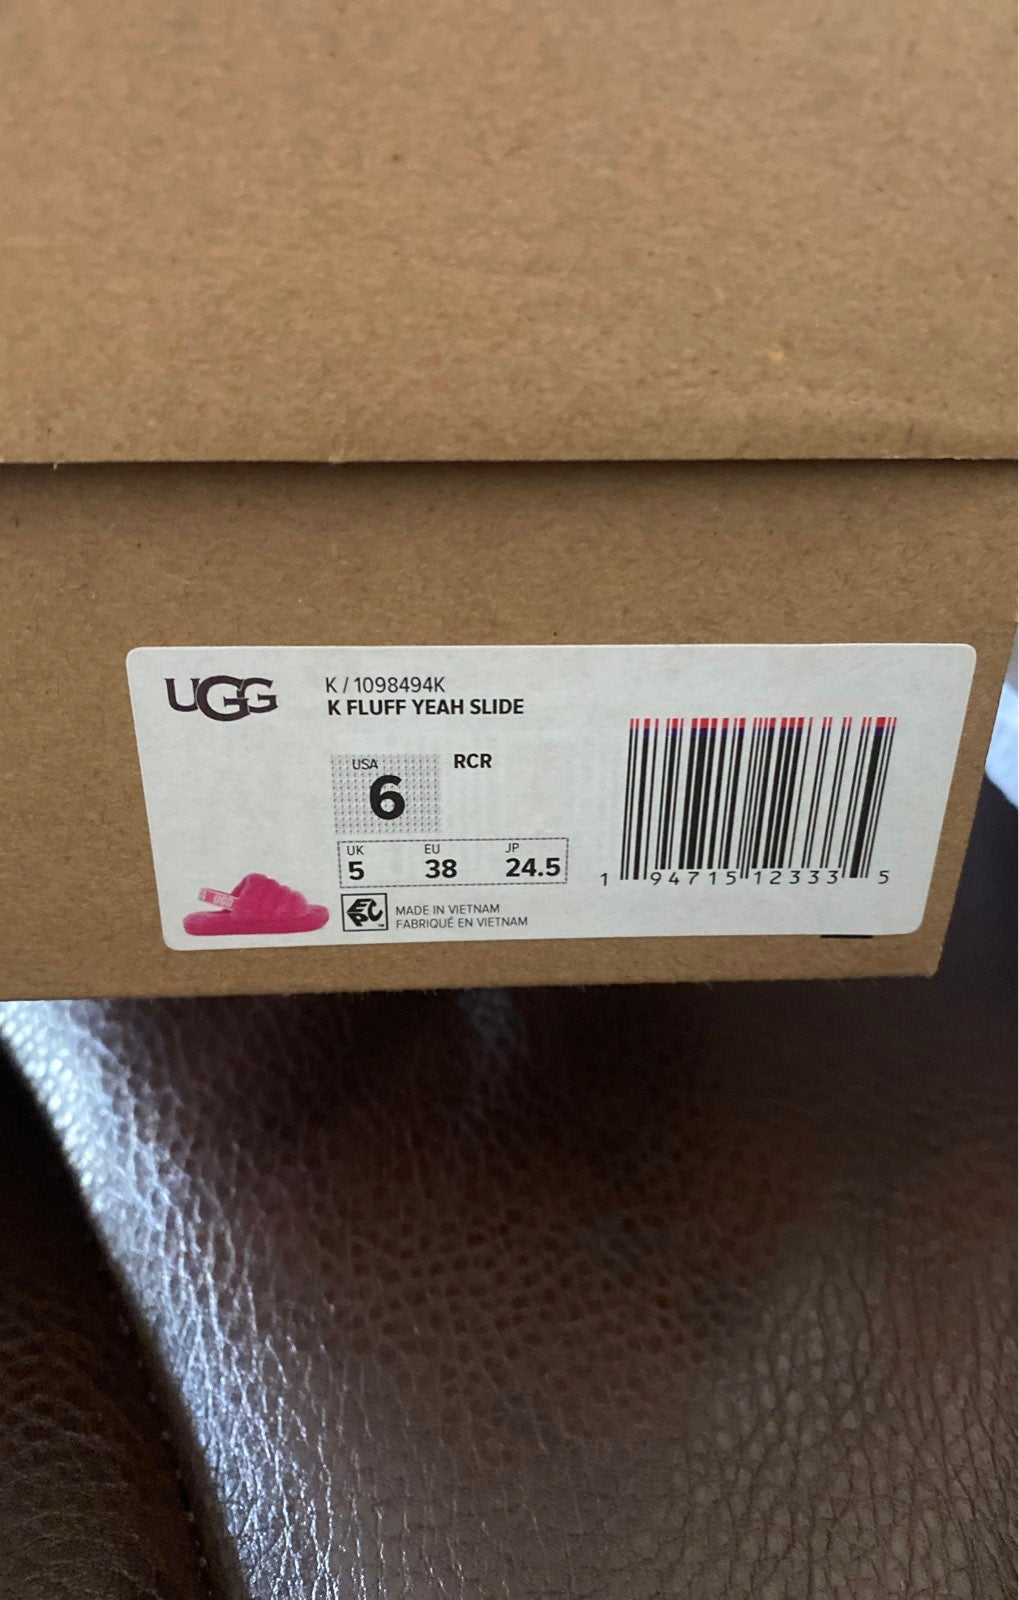 UGG
K / 1098494K
K FLUFF YEAH SLIDE
USA
6
RCR
UK
5
EU
38
JP
24.5
MADE IN VIETNAM
FABRIQUÉ EN VIETNAM
1 94715 12333 5
UGG